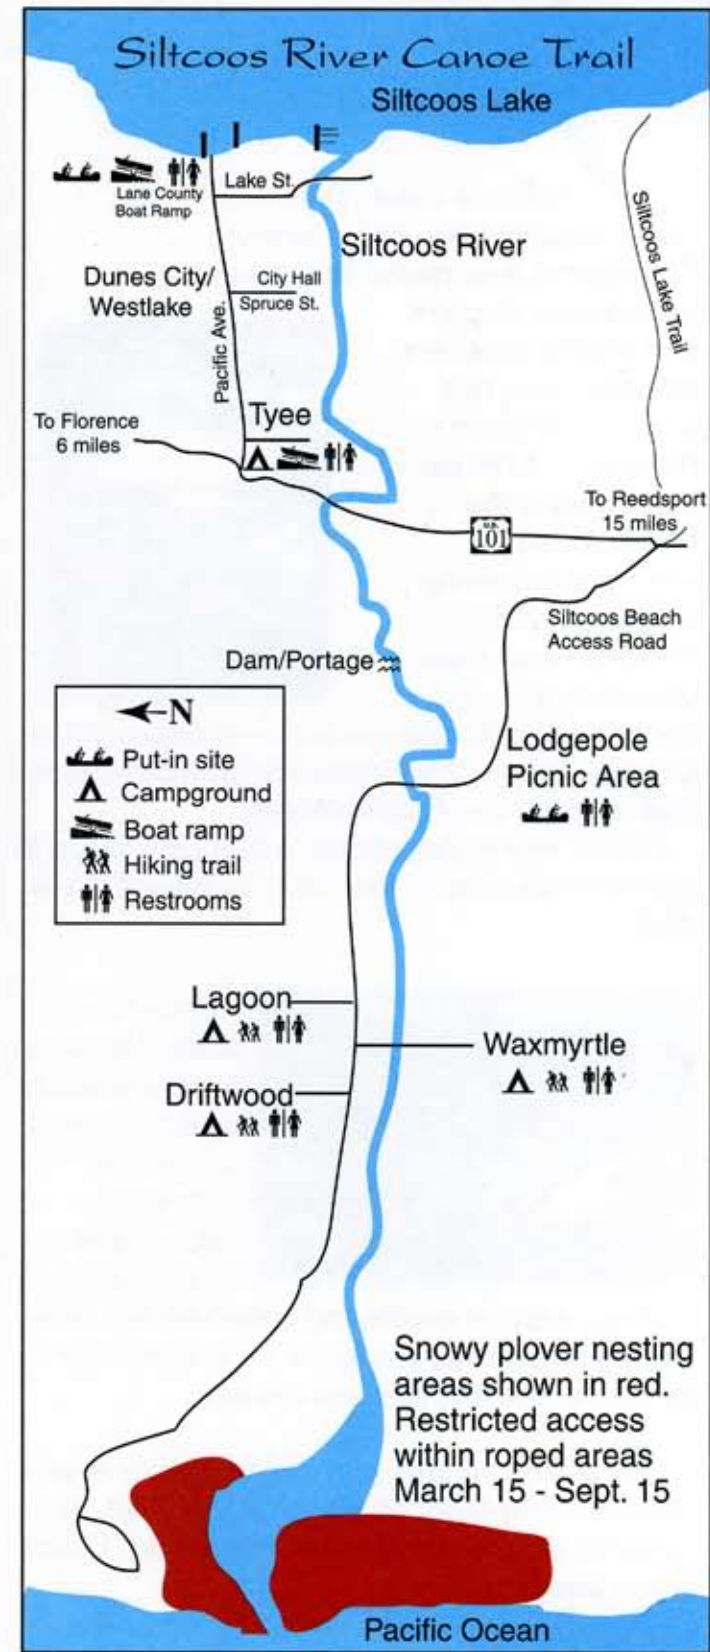 Siltcoos River Canoe Trail
Siltcoos Lake
Lane County
Boat Ramp
Lake St.
Siltcoos River
Siltcoos Lake Trail
Dunes City/
Westlake
City Hall
Spruce St.
Pacific Ave.
Tyee
To Florence
6 miles
To Reedsport
15 miles
U.S.
101
Siltcoos Beach
Access Road
Dam/Portage
N
Put-in site
Campground
Boat ramp
Hiking trail
Restrooms
Lodgepole
Picnic Area
Lagoon
Waxmyrtle
Driftwood
Snowy plover nesting
areas shown in red.
Restricted access
within roped areas
March 15 - Sept. 15
Pacific Ocean